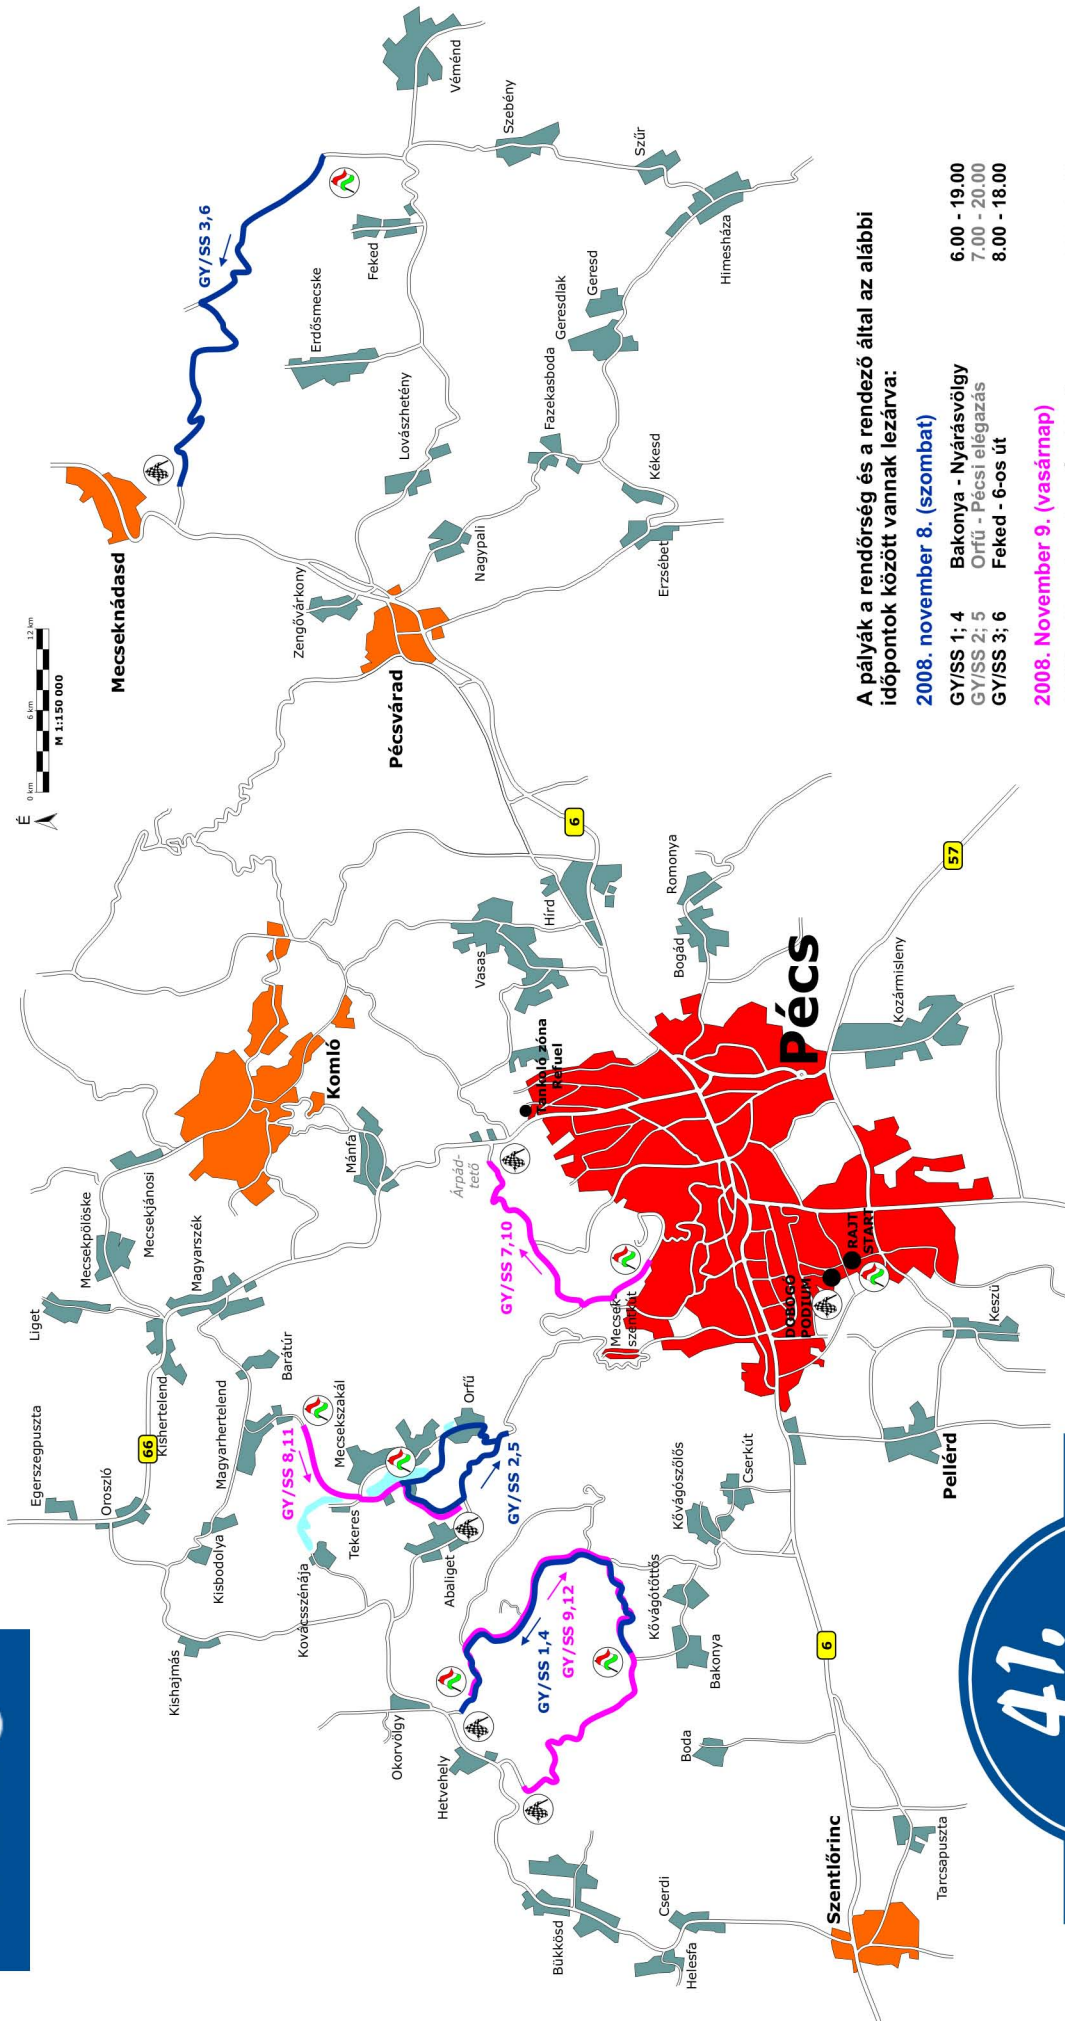 É
0 km 6 km 12 km
M 1:150 000
Mecseknádasd
GY/SS 3,6
Véménd
Szebény
Szűr
Himesháza
Feked
Erdősmecske
Geresd
Geresdlak
Fazekasboda
Lovászhetény
Kékesd
Erzsébet
Nagypali
Zengővárkony
Pécsvárad
6
Hird
Vasas
Romonya
Bogád
57
Kozármisleny
Pécs
Komló
Mánfa
Tankoló zóna
Refuel
Árpád-
tető
GY/SS 7,10
Mecsek-
szentkút
RAJT
START
DOBOGÓ
PODIUM
Keszü
Pellérd
Mecsekjánosi
Mecsekpölöske
Magyarszék
Liget
Barátúr
Kishertelend
66
Magyarhertelend
Egerszegpuszta
Oroszló
Kisbodolya
Kishajmás
GY/SS 8,11
Mecsekszakál
Orfű
GY/SS 2,5
Tekeres
Kovácsszénája
Abaliget
Kővágószőlős
Cserkút
Kővágótöttös
Bakonya
GY/SS 1,4
GY/SS 9,12
Okorvölgy
Hetvehely
Boda
6
Bükkösd
Cserdi
Helesfa
Szentlőrinc
Tarcsapuszta
A pályák a rendőrség és a rendező által az alábbi
időpontok között vannak lezárva:
2008. november 8. (szombat)
GY/SS 1; 4 Bakonya - Nyárásvölgy 6.00 - 19.00
GY/SS 2; 5 Orfű - Pécsi elégazás 7.00 - 20.00
GY/SS 3; 6 Feked - 6-os út 8.00 - 18.00
2008. November 9. (vasárnap)
41.